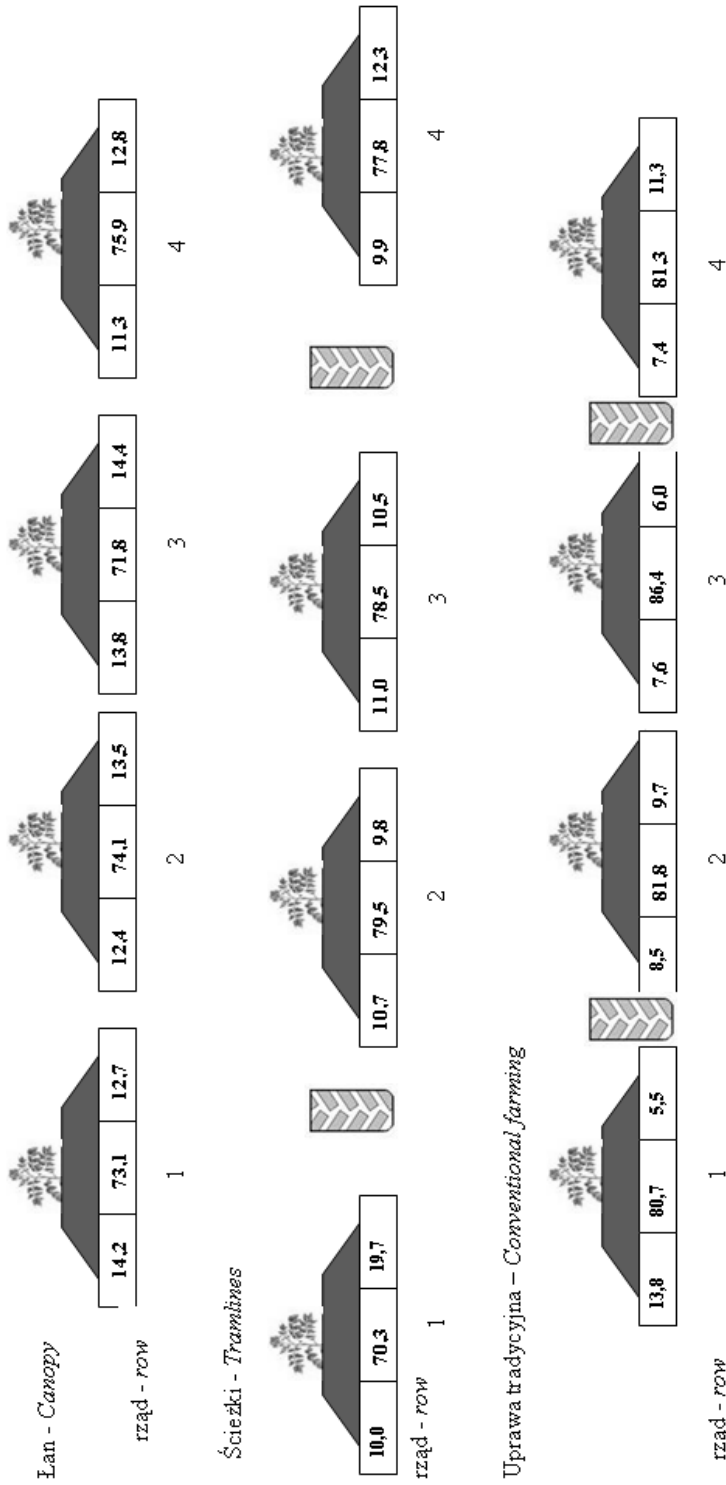 Łan - Canopy
14.2 73,1 12,7 12,4 74,1 13,5 13,8 71,8 14,4 11,3 75,9 12,8
rząd - row 1 2 3 4
Ścieżki - Tramlines
10,0 70,3 19,7 10,7 79,5 9,8 11,0 78,5 10,5 9,9 77,8 12,3
rząd - row 1 2 3 4
Uprawa tradycyjna – Conventional farming
13,8 80,7 5,5 8,5 81,8 9,7 7,6 86,4 6,0 7,4 81,3 11,3
rzad - row 1 2 3 4